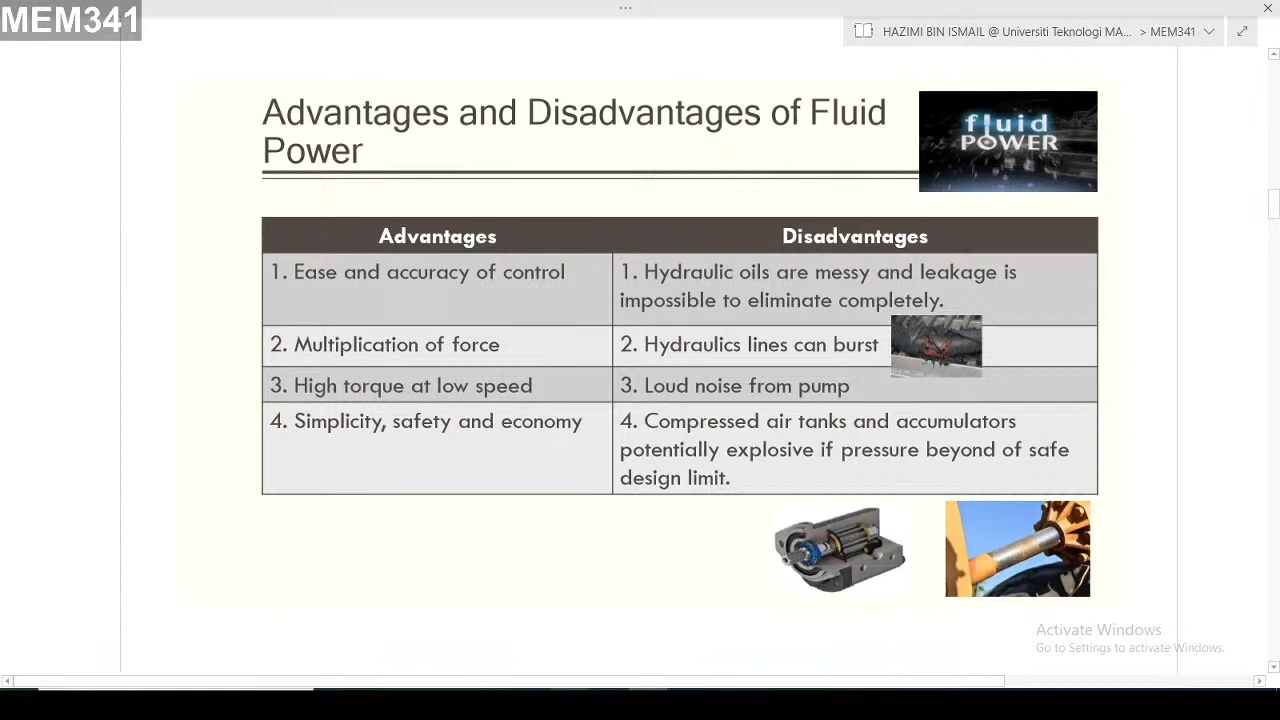 MEM341
HAZIMI BIN ISMAIL @ Universiti Teknologi MA... > MEM341
Advantages and Disadvantages of Fluid
Power
fluid
POWER
Advantages
Disadvantages
1. Ease and accuracy of control
1. Hydraulic oils are messy and leakage is
impossible to eliminate completely.
2. Multiplication of force
2. Hydraulics lines can burst
3. High torque at low speed
3. Loud noise from pump
4. Simplicity, safety and economy
4. Compressed air tanks and accumulators
potentially explosive if pressure beyond of safe
design limit.
Activate Windows
Go to Settings to activate Windows.